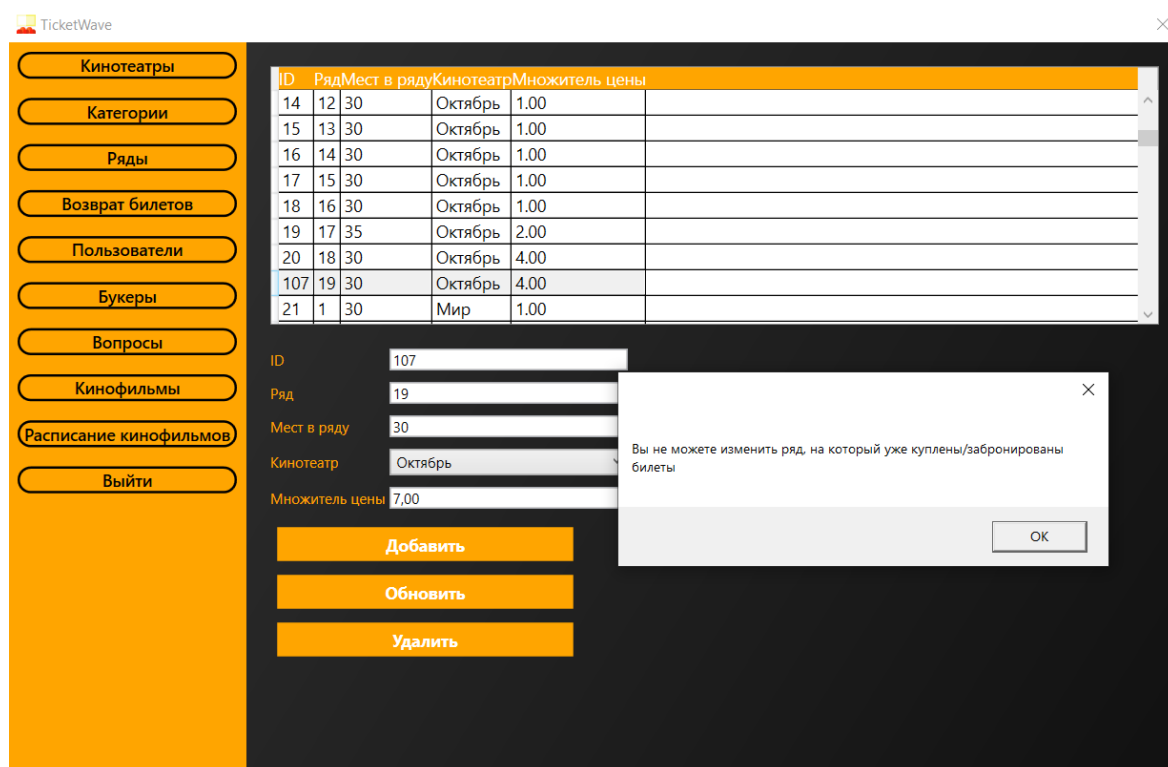 TicketWave
Кинотеатры
Категории
Ряды
Возврат билетов
Пользователи
Букеры
Вопросы
Кинофильмы
Расписание кинофильмов
Выйти
ID Ряд Мест в ряду Кинотеатр Множитель цены
14 12 30 Октябрь 1.00
15 13 30 Октябрь 1.00
16 14 30 Октябрь 1.00
17 15 30 Октябрь 1.00
18 16 30 Октябрь 1.00
19 17 35 Октябрь 2.00
20 18 30 Октябрь 4.00
107 19 30 Октябрь 4.00
21 1 30 Мир 1.00
ID 107
Ряд 19
Мест в ряду 30
Кинотеатр Октябрь
Множитель цены 7,00
Добавить
Обновить
Удалить
Вы не можете изменить ряд, на который уже куплены/забронированы
билеты
OK